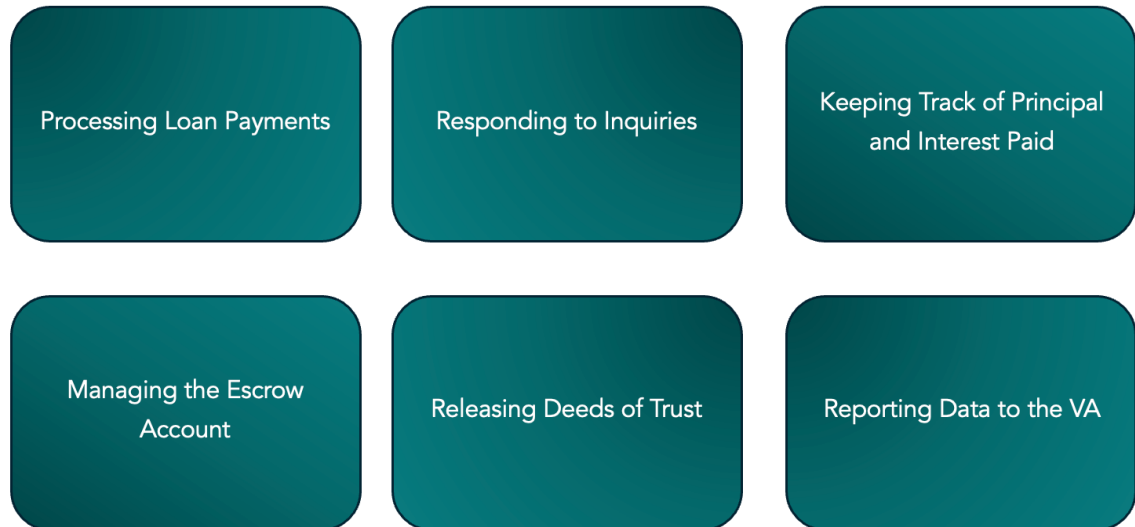 Processing Loan Payments
Responding to Inquiries
Keeping Track of Principal
and Interest Paid
Managing the Escrow
Account
Releasing Deeds of Trust
Reporting Data to the VA